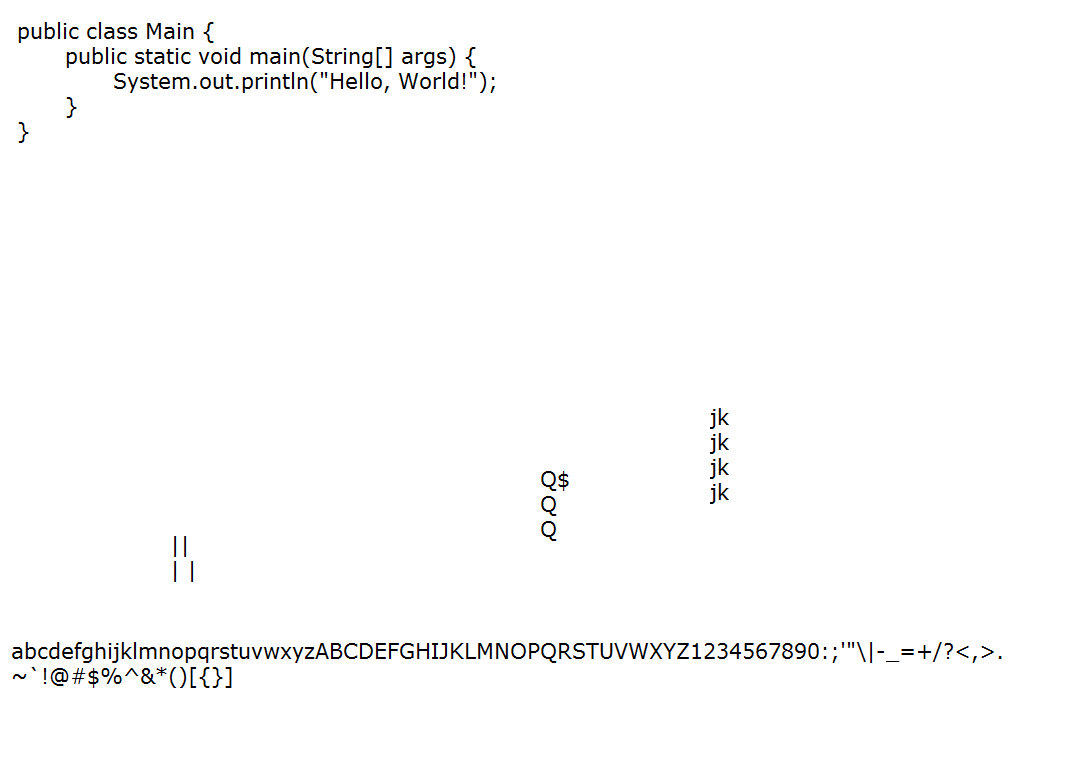 public class Main {
public static void main(String[] args) {
System.out.println("Hello, World!");
}
}
jk
jk
jk
jk
Q$
Q
Q
||
| |
abcdefghijklmnopqrstuvwxyzABCDEFGHIJKLMNOPQRSTUVWXYZ1234567890:;'"\|-_=+/?<,>.
~`!@#$%^&*()[{}]